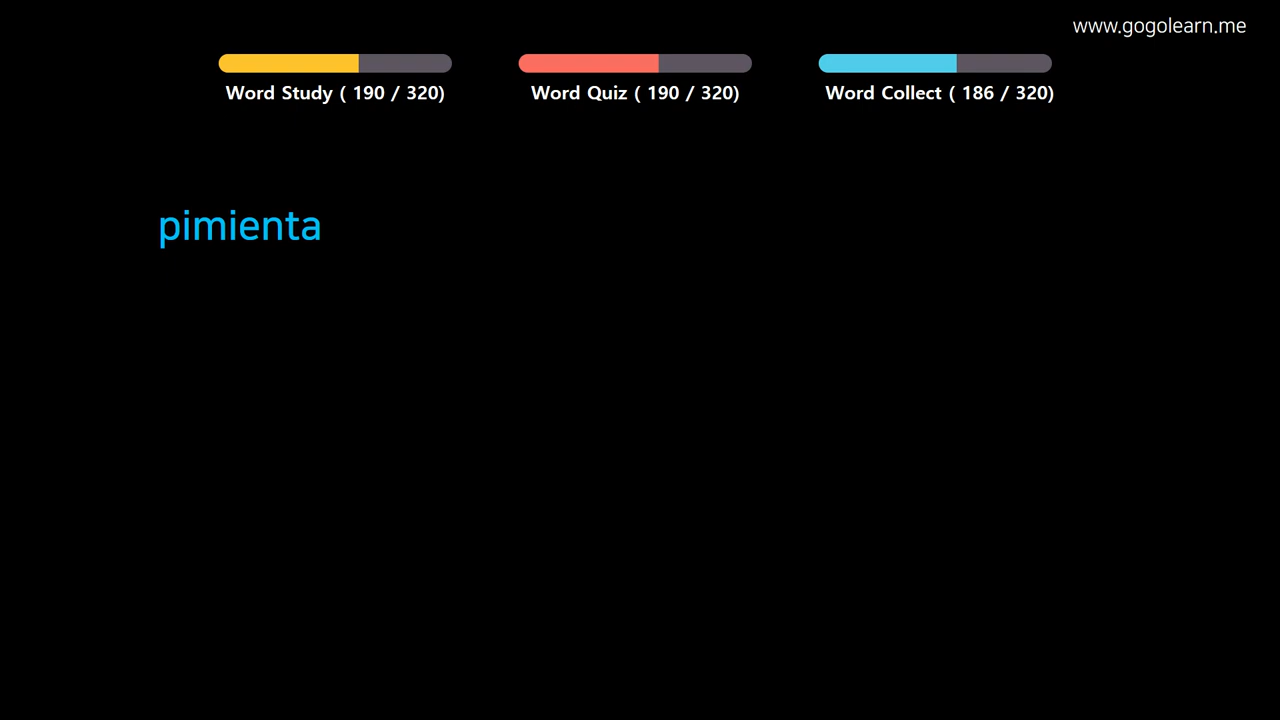 www.gogolearn.me
Word Study ( 190 / 320)
Word Quiz ( 190 / 320)
Word Collect ( 186 / 320)
pimienta